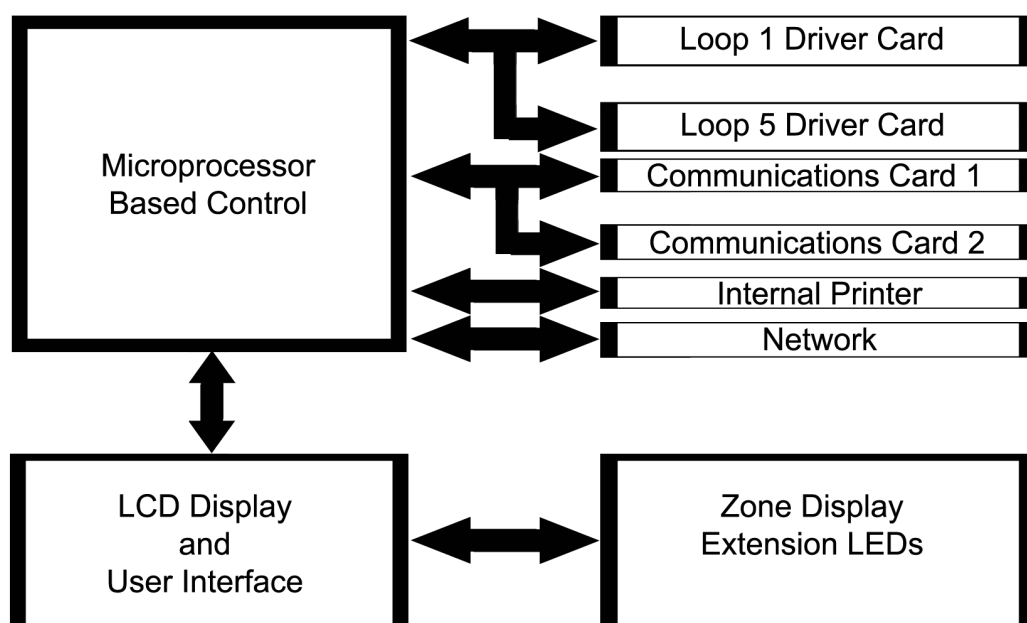 Microprocessor
Based Control
Loop 1 Driver Card
Loop 5 Driver Card
Communications Card 1
Communications Card 2
Internal Printer
Network
LCD Display
and
User Interface
Zone Display
Extension LEDs